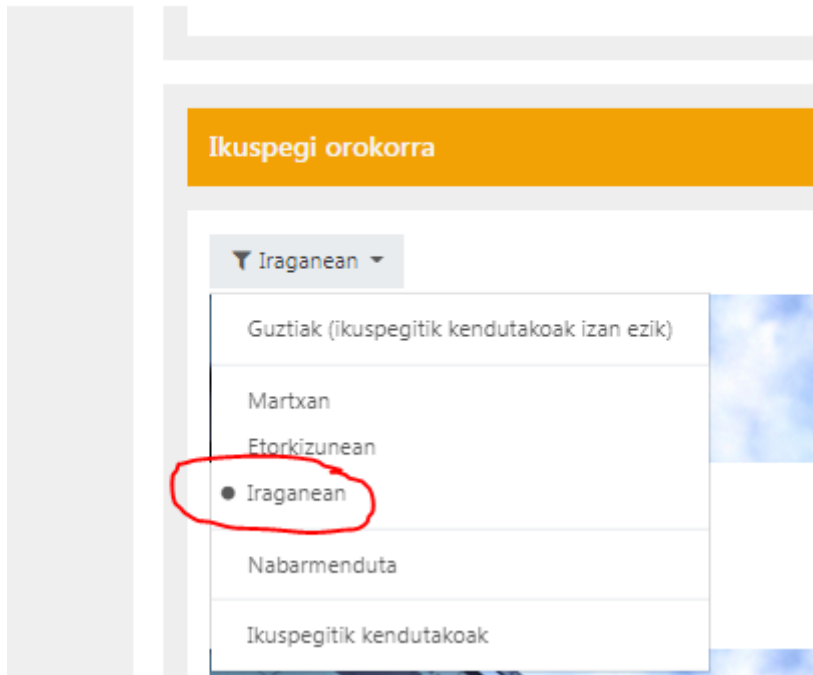 Ikuspegi orokorra
Iraganean
Guztiak (ikuspegitik kendutakoak izan ezik)
Martxan
Etorkizunean
Iraganean
Nabarmenduta
Ikuspegitik kendutakoak